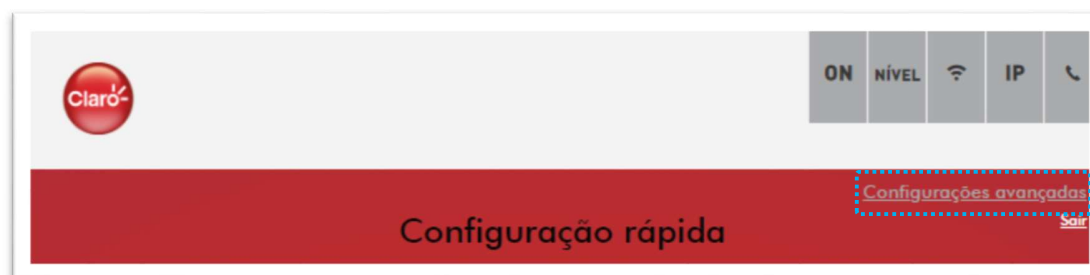 Claro-
ON NÍVEL IP
Configurações avançadas
Sair
Configuração rápida